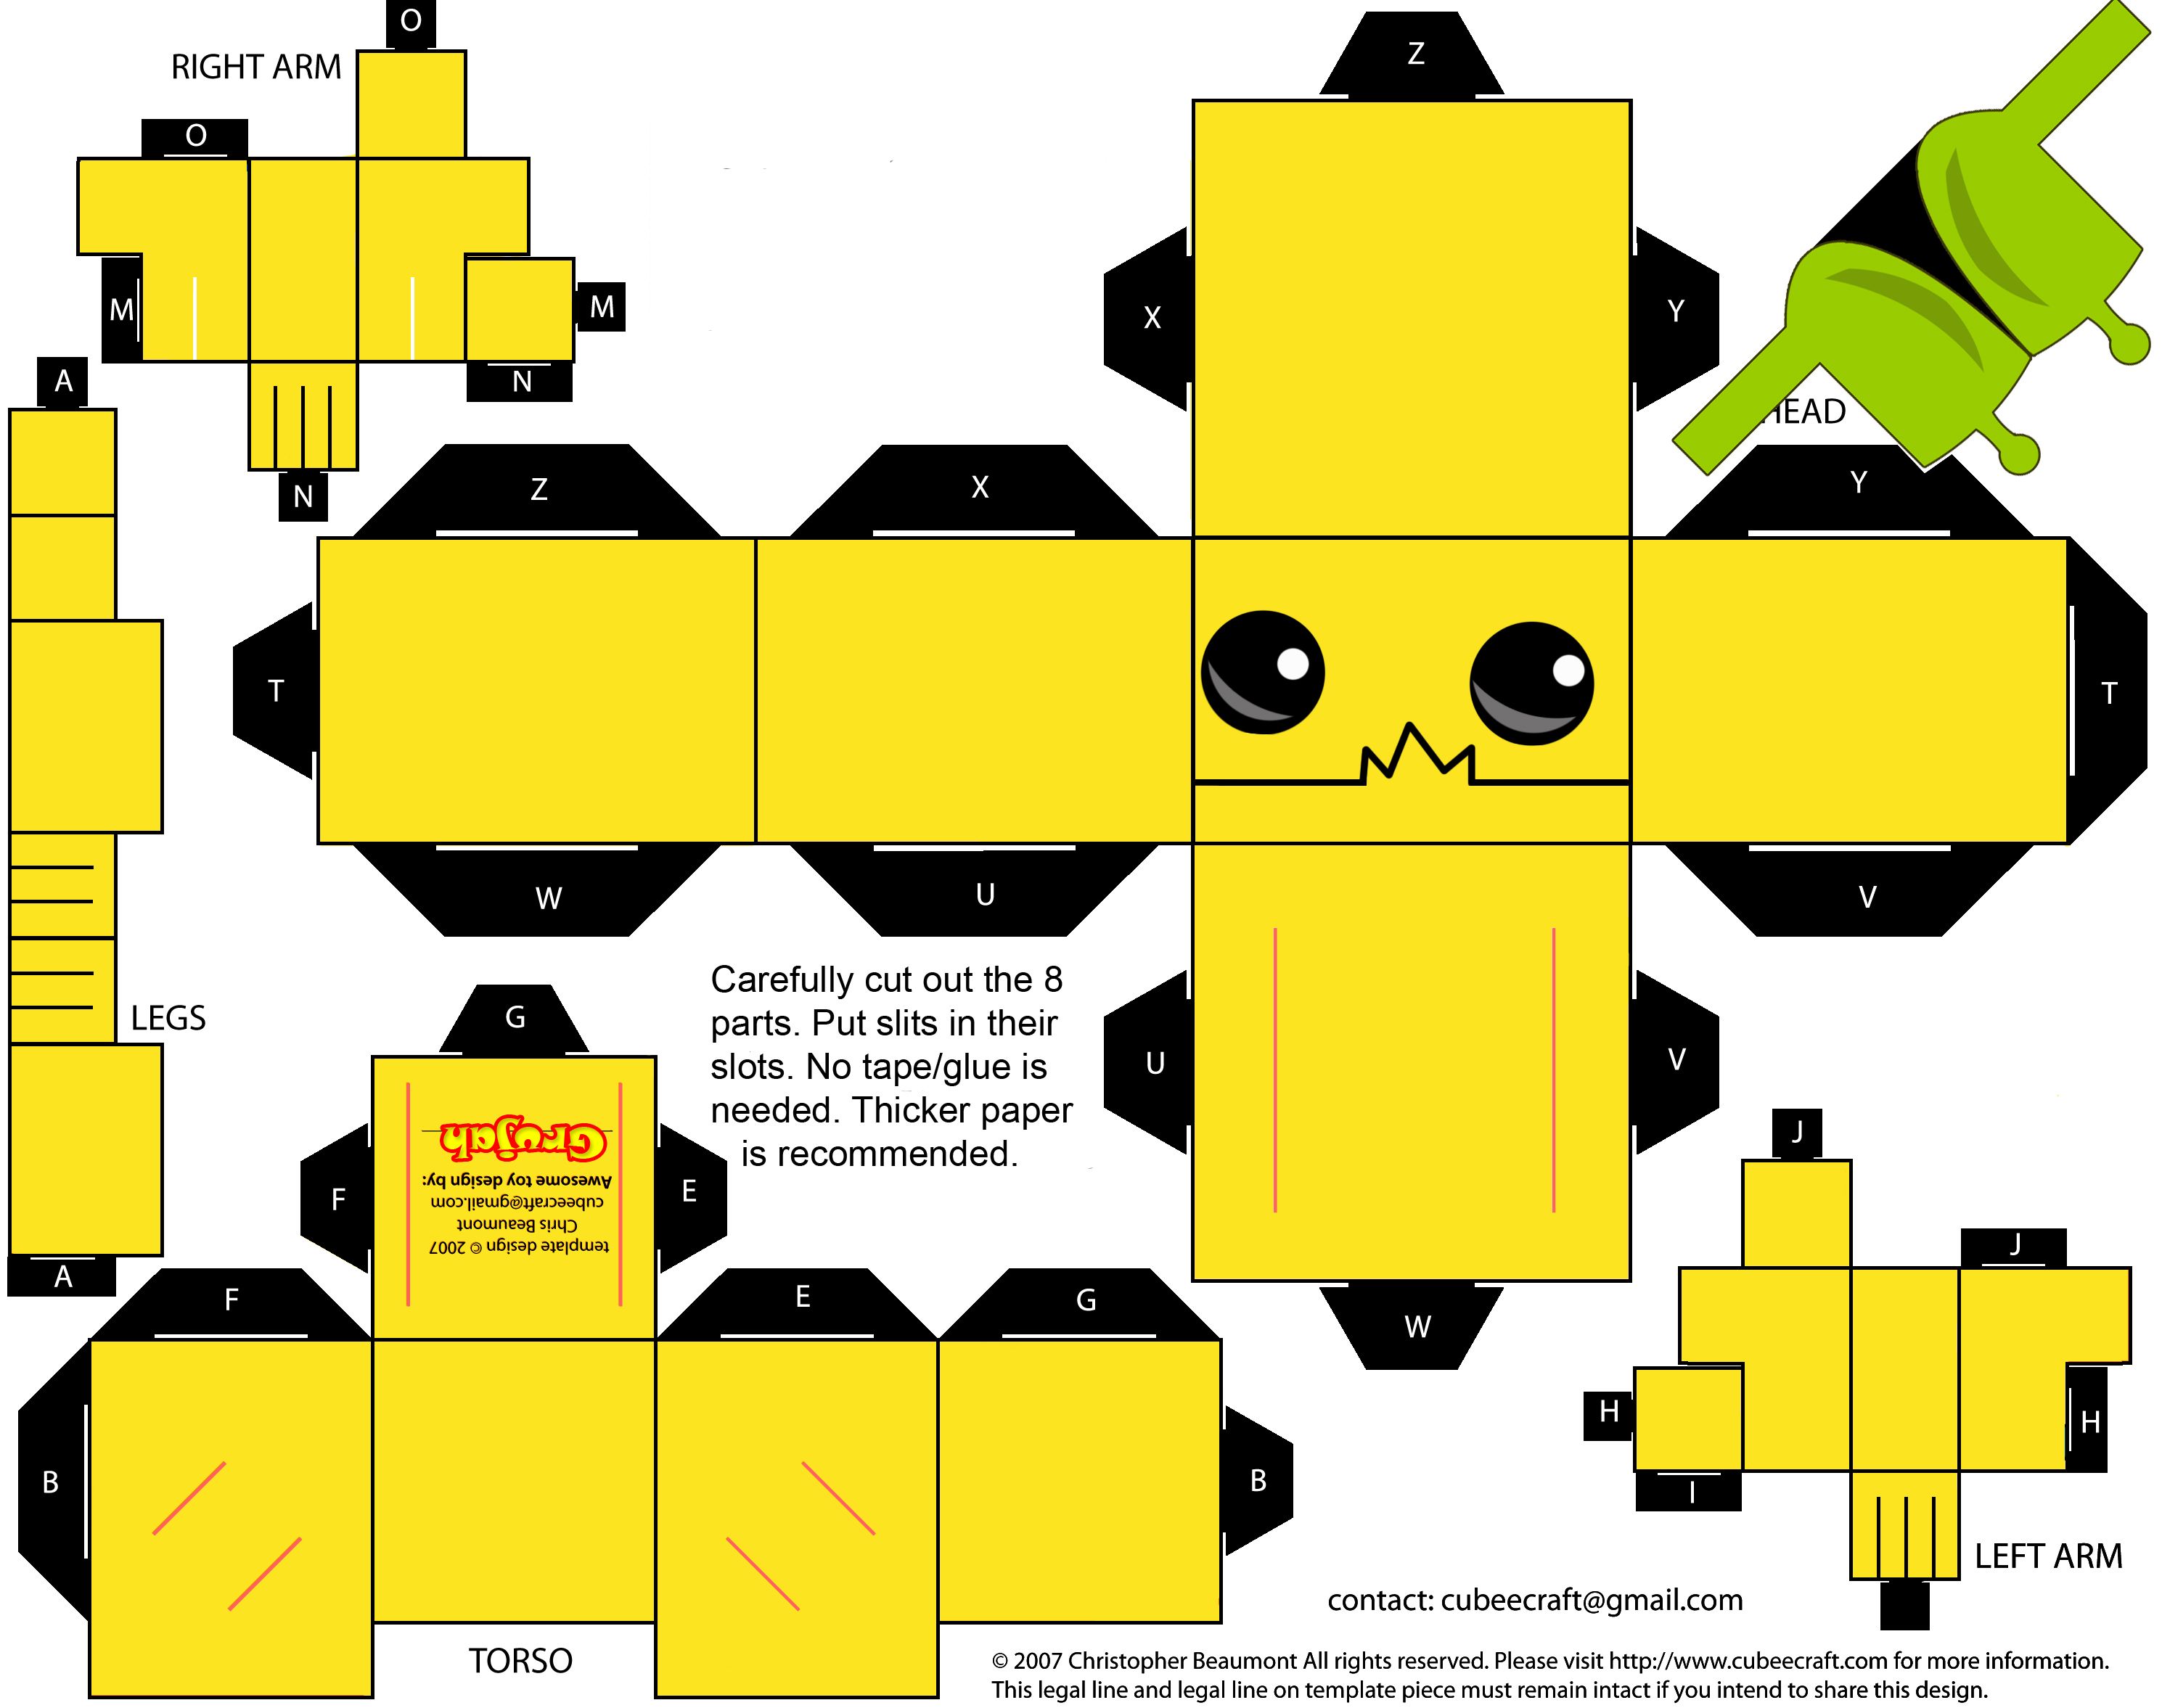 O
RIGHT ARM
O
M
M
N
N
Z
X
Y
HEAD
A
Z
X
Y
T
T
W
U
V
LEGS
A
Carefully cut out the 8
parts. Put slits in their
slots. No tape/glue is
needed. Thicker paper
is recommended.
G
F
E
template design © 2007
Chris Beaumont
cubeecraft@gmail.com
Awesome toy design by:
U
V
W
F
E
G
B
B
TORSO
J
J
H
H
I
LEFT ARM
contact: cubeecraft@gmail.com
© 2007 Christopher Beaumont All rights reserved. Please visit http://www.cubeecraft.com for more information.
This legal line and legal line on template piece must remain intact if you intend to share this design.